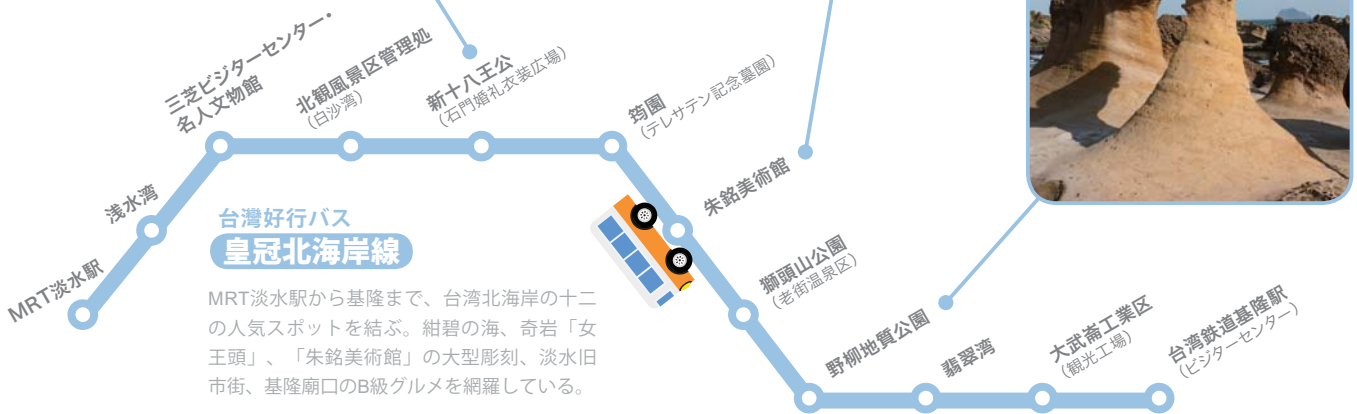 三芝ビジターセンター・
名人文物館
北観風景区管理処
（白沙湾）
新十八王公
（石門婚礼衣装広場）
筠園
（テレサテン記念墓園）
浅水湾
MRT淡水駅
朱銘美術館
獅頭山公園
（老街温泉区）
野柳地質公園
翡翠湾
大武崙工業区
（観光工場）
台湾鉄道基隆駅
（ビジターセンター）
台灣好行バス
皇冠北海岸線
MRT淡水駅から基隆まで、台湾北海岸の十二
の人気スポットを結ぶ。紺碧の海、奇岩「女
王頭」、「朱銘美術館」の大型彫刻、淡水旧
市街、基隆廟口のB級グルメを網羅している。